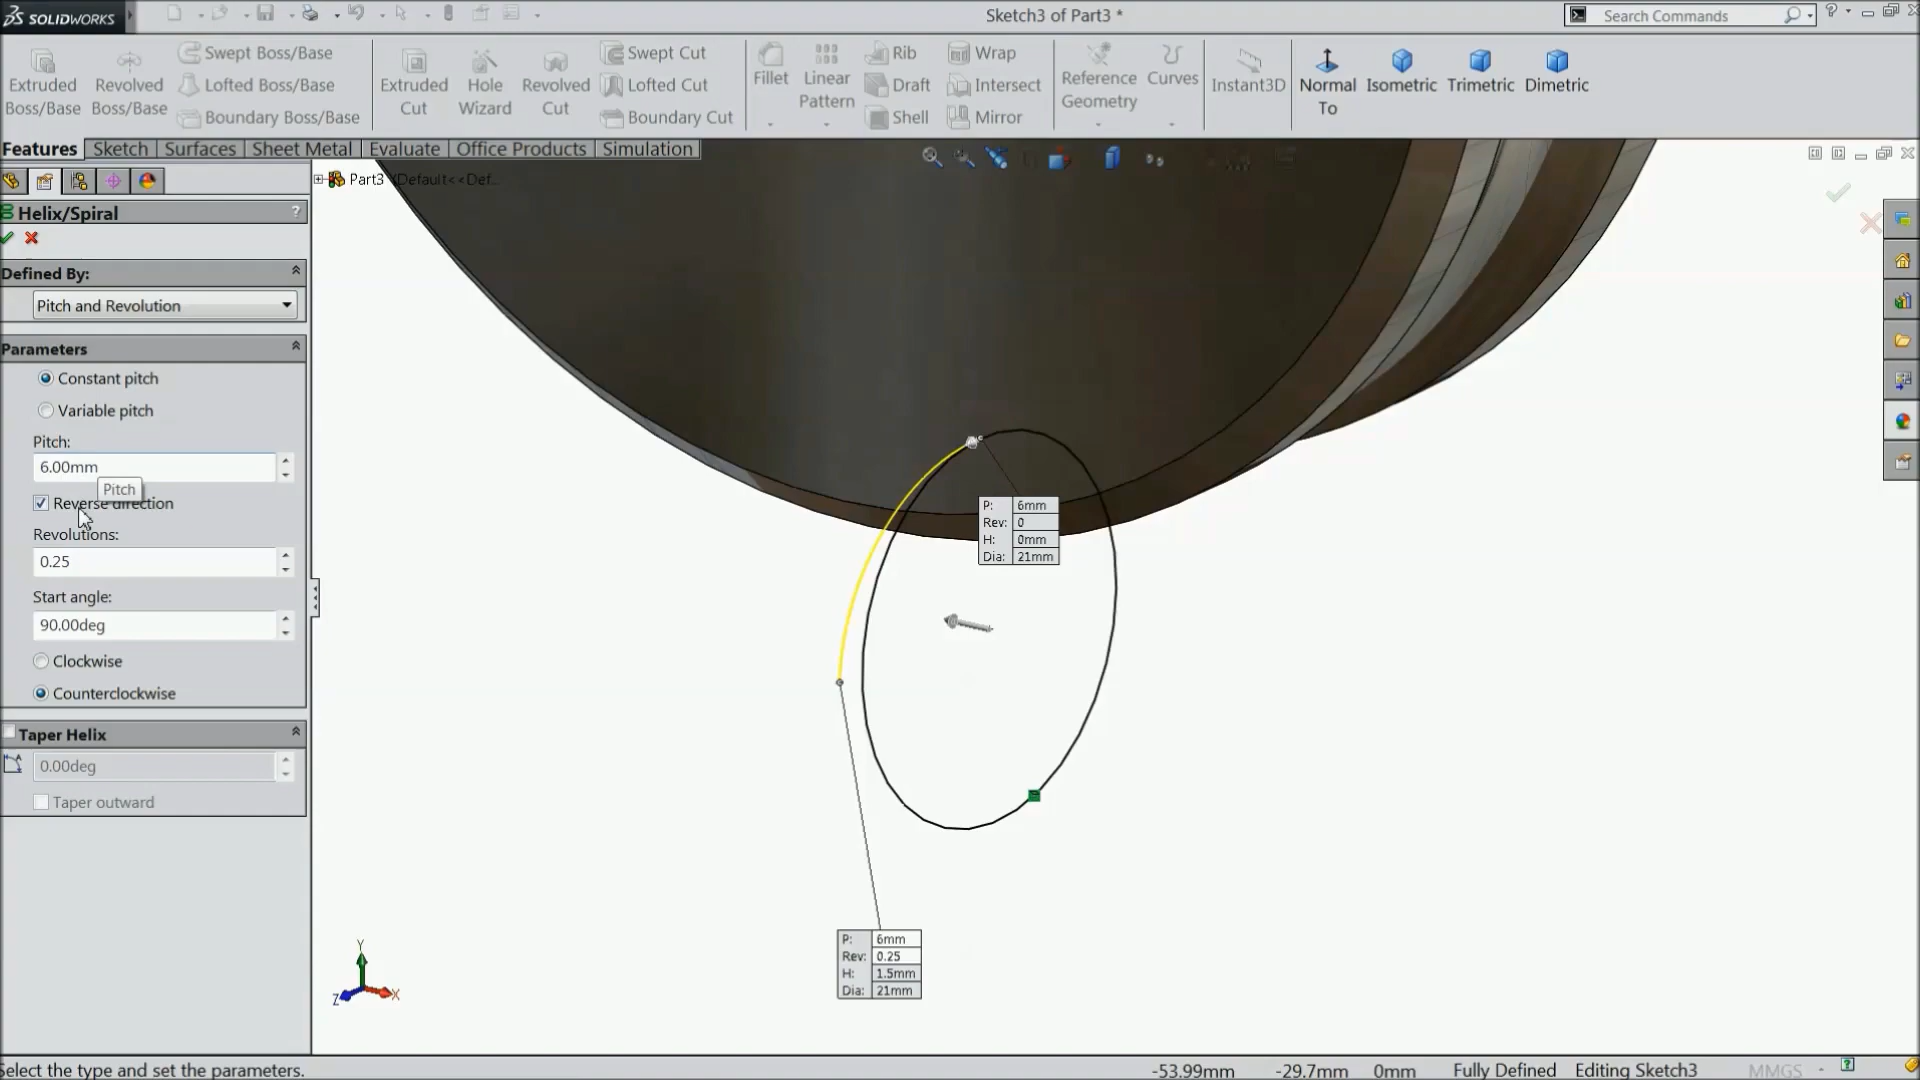 SOLIDWORKS
Sketch3 of Part3 *
Search Commands
Extruded Boss/Base
Revolved Boss/Base
Swept Boss/Base
Lofted Boss/Base
Boundary Boss/Base
Extruded Cut
Hole Wizard
Revolved Cut
Swept Cut
Lofted Cut
Boundary Cut
Fillet
Linear Pattern
Rib
Draft
Shell
Wrap
Intersect
Mirror
Reference Geometry
Curves
Instant3D
Normal To
Isometric
Trimetric
Dimetric
Features
Sketch
Surfaces
Sheet Metal
Evaluate
Office Products
Simulation
Part3 (Default<<Def...
Helix/Spiral
?
Defined By:
Pitch and Revolution
Parameters
Constant pitch
Variable pitch
Pitch:
6.00mm
Pitch
Reverse direction
Revolutions:
0.25
Start angle:
90.00deg
Clockwise
Counterclockwise
Taper Helix
0.00deg
Taper outward
P: 6mm
Rev: 0
H: 0mm
Dia: 21mm
P: 6mm
Rev: 0.25
H: 1.5mm
Dia: 21mm
Y
Z
X
Select the type and set the parameters.
-53.99mm
-29.7mm
0mm
Fully Defined
Editing Sketch3
MMGS